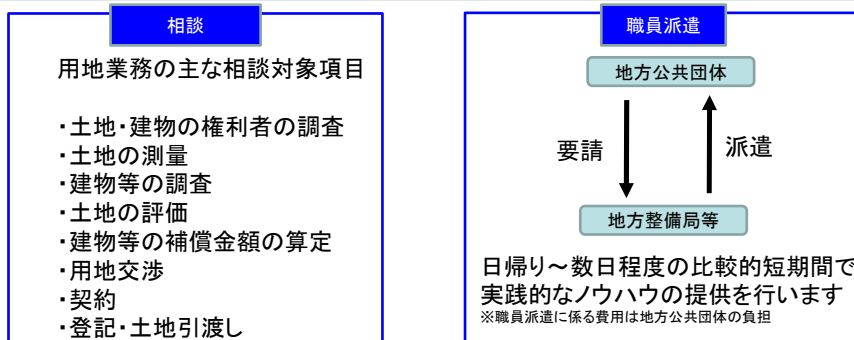 相談
用地業務の主な相談対象項目
・土地・建物の権利者の調査
・土地の測量
・建物等の調査
・土地の評価
・建物等の補償金額の算定
・用地交渉
・契約
・登記・土地引渡し
職員派遣
地方公共団体
要請
派遣
地方整備局等
日帰り～数日程度の比較的短期間で
実践的なノウハウの提供を行います
※職員派遣に係る費用は地方公共団体の負担